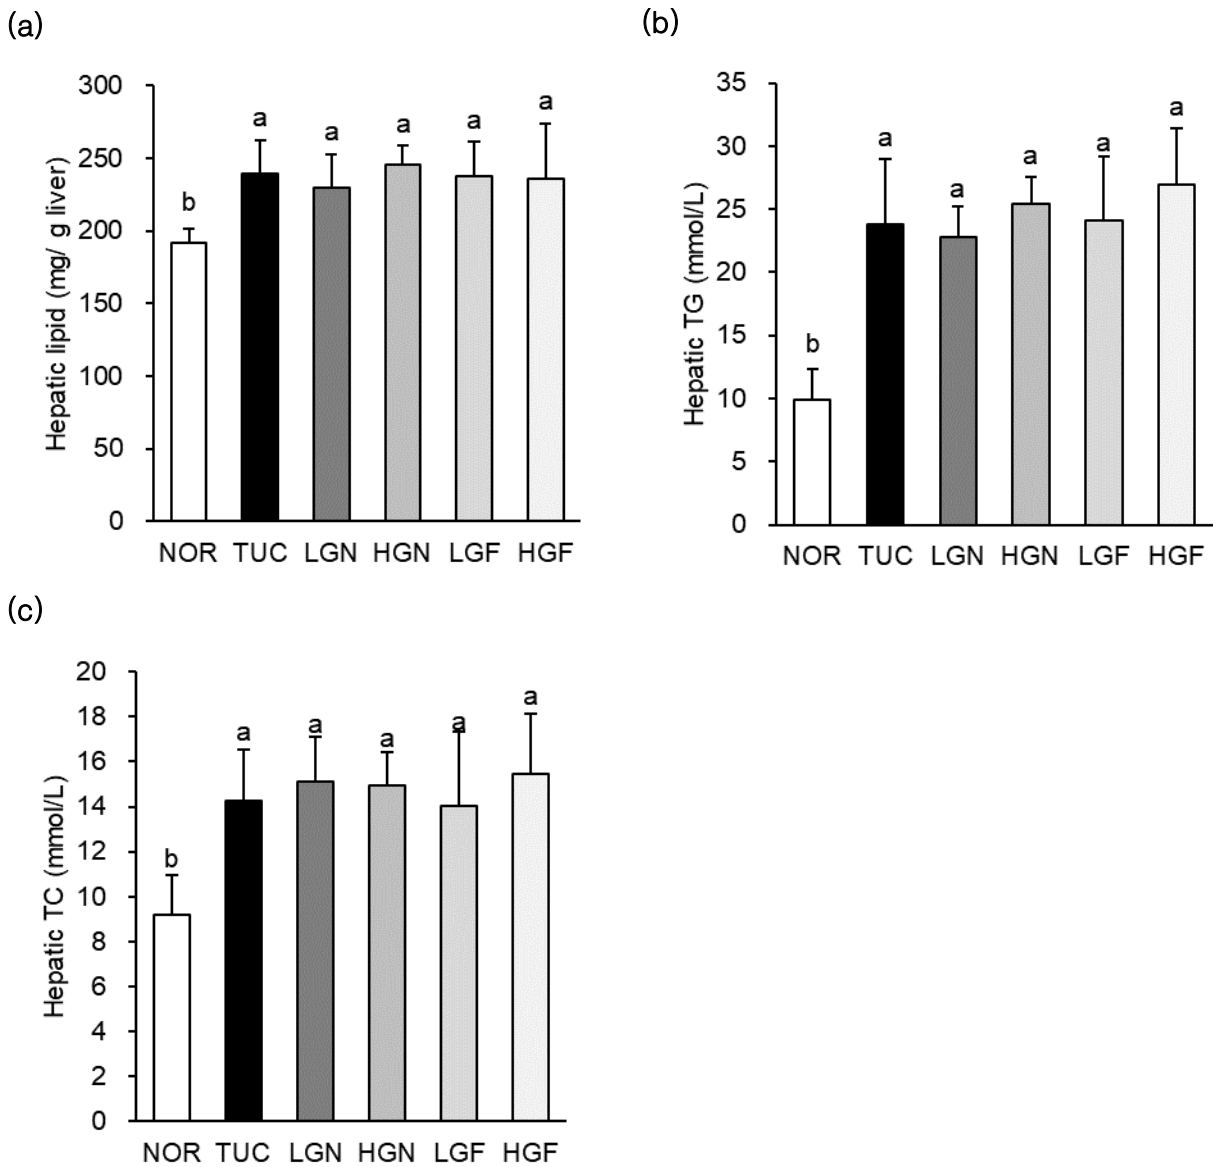 (a)
300
250
200
150
100
50
0
Hepatic lipid (mg/ g liver)
b
a
a
a
a
a
NOR TUC LGN HGN LGF HGF
(b)
35
30
25
20
15
10
5
0
Hepatic TG (mmol/L)
b
a
a
a
a
a
NOR TUC LGN HGN LGF HGF
(c)
20
18
16
14
12
10
8
6
4
2
0
Hepatic TC (mmol/L)
b
a
a
a
a
a
NOR TUC LGN HGN LGF HGF